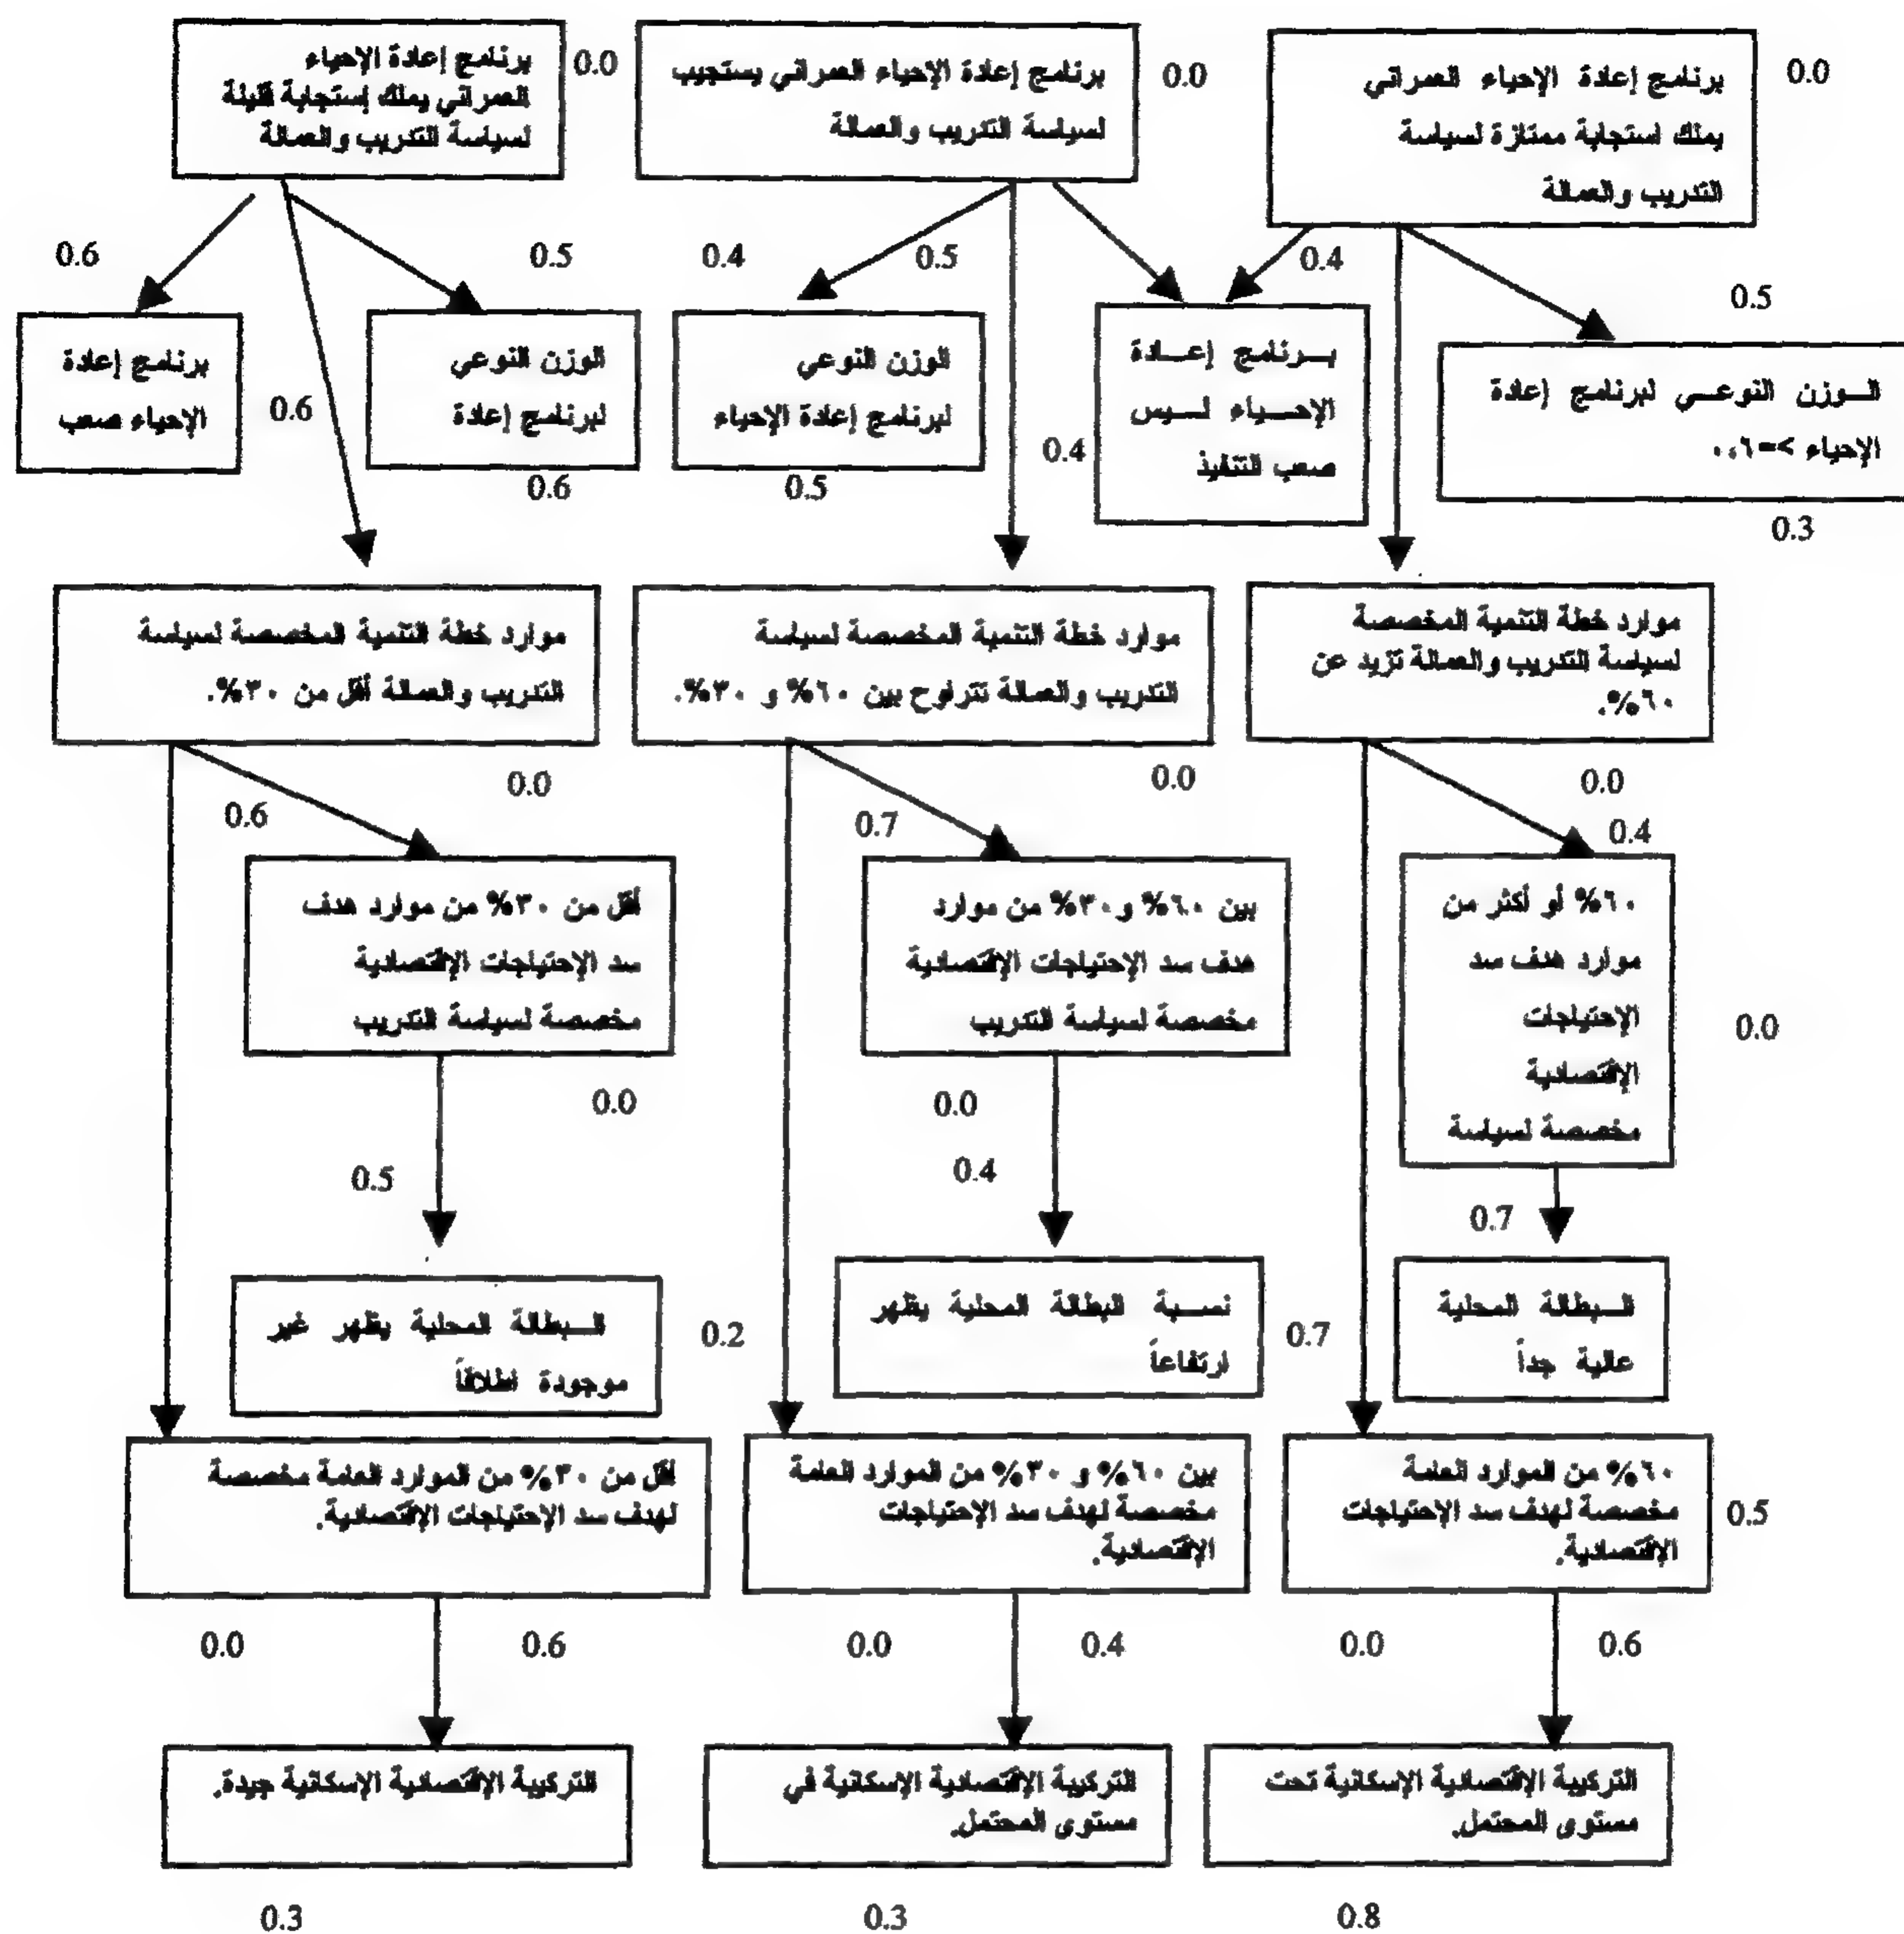 برنامج إعادة الإحياء العمراني
يملك استجابة ممتازة لسياسة
التدريب والعمالة
0.0
برنامج إعادة الإحياء العمراني يستجيب
لسياسة التدريب والعمالة
0.0
برنامج إعادة الإحياء
العمراني يملك إستجابة قليلة
لسياسة التدريب والعمالة
0.0
0.5
0.4
0.5
0.4
0.5
0.6
الـوزن النوعـي لبرنامج إعادة
الإحياء >=٠,٦
0.3
بـرنامج إعـادة
الإحـياء لـيس
صعب التنفيذ
0.4
الوزن النوعي
لبرنامج إعادة الإحياء
0.5
الوزن النوعي
لبرنامج إعادة
0.6
0.6
برنامج إعادة
الإحياء صعب
موارد خطة التنمية المخصصة
لسياسة التدريب والعمالة تزيد عن
٦٠%.
0.0
موارد خطة التنمية المخصصة لسياسة
التدريب والعمالة تتراوح بين ٦٠% و ٣٠%.
0.0
موارد خطة التنمية المخصصة لسياسة
التدريب والعمالة أقل من ٣٠%.
0.0
0.4
0.7
0.6
٦٠% أو أكثر من
موارد هدف سد
الإحتياجات
الإقتصادية
مخصصة لسياسة
0.0
بين ٦٠% و٣٠% من موارد
هدف سد الإحتياجات الإقتصادية
مخصصة لسياسة التدريب
0.0
أقل من ٣٠% من موارد هدف
سد الإحتياجات الإقتصادية
مخصصة لسياسة التدريب
0.0
0.7
0.4
0.5
الـبطالة المحلية
عالية جداً
0.7
نسـبة البطالة المحلية يظهر
ارتفاعاً
0.2
الـبطالة المحلية يظهر غير
موجودة اطلاقاً
٦٠% من الموارد العامة
مخصصة لهدف سد الإحتياجات
الإقتصادية.
0.5
بين ٦٠% و ٣٠% من الموارد العامة
مخصصة لهدف سد الإحتياجات
الإقتصادية.
أقل من ٣٠% من الموارد العامة مخصصة
لهدف سد الإحتياجات الإقتصادية.
0.6
0.0
0.4
0.0
0.6
0.0
التركيبة الإقتصادية الإسكانية تحت
مستوى المحتمل.
التركيبة الإقتصادية الإسكانية في
مستوى المحتمل.
التركيبة الإقتصادية الإسكانية جيدة.
0.8
0.3
0.3